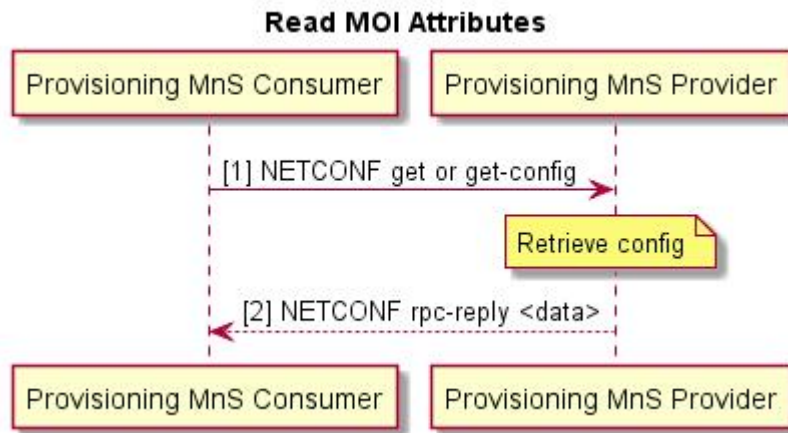 Read MOI Attributes
Provisioning MnS Consumer
Provisioning MnS Provider
[1] NETCONF get or get-config
Retrieve config
[2] NETCONF rpc-reply <data>
Provisioning MnS Consumer
Provisioning MnS Provider